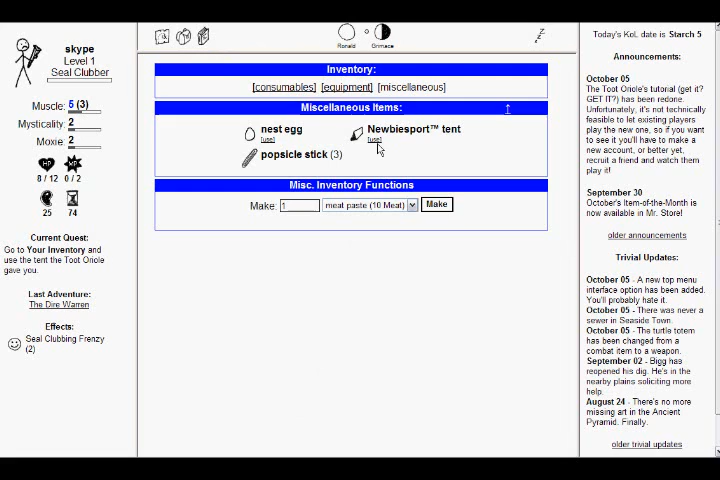 skype
Level 1
Seal Clubber
Muscle: 5 (3)
Mysticality: 2
Moxie: 2
HP
MP
8 / 12 0 / 2
25 74
Current Quest:
Go to Your Inventory and
use the tent the Toot Oriole
gave you.
Last Adventure:
The Dire Warren
Effects:
Seal Clubbing Frenzy
(2)
Ronald Grimace
Inventory:
[consumables] [equipment] [miscellaneous]
Miscellaneous Items: ↑
nest egg
[use]
Newbiesport™ tent
[use]
popsicle stick (3)
Misc. Inventory Functions
Make: 1 meat paste (10 Meat) Make
Today's KoL date is Starch 5
Announcements:
October 05
The Toot Oriole's tutorial (get it?
GET IT?) has been redone.
Unfortunately, it's not technically
feasible to let existing players
play the new one, so if you want
to see it you'll have to make a
new account, or better yet,
recruit a friend and watch them
play it!
September 30
October's Item-of-the-Month is
now available in Mr. Store!
older announcements
Trivial Updates:
October 05 - A new top menu
interface option has been added.
You'll probably hate it.
October 05 - There was never a
sewer in Seaside Town.
October 05 - The turtle totem
has been changed from a
combat item to a weapon.
September 02 - Bigg has
reopened his dig. He's in the
nearby plains soliciting more
help.
August 24 - There's no more
missing art in the Ancient
Pyramid. Finally.
older trivial updates